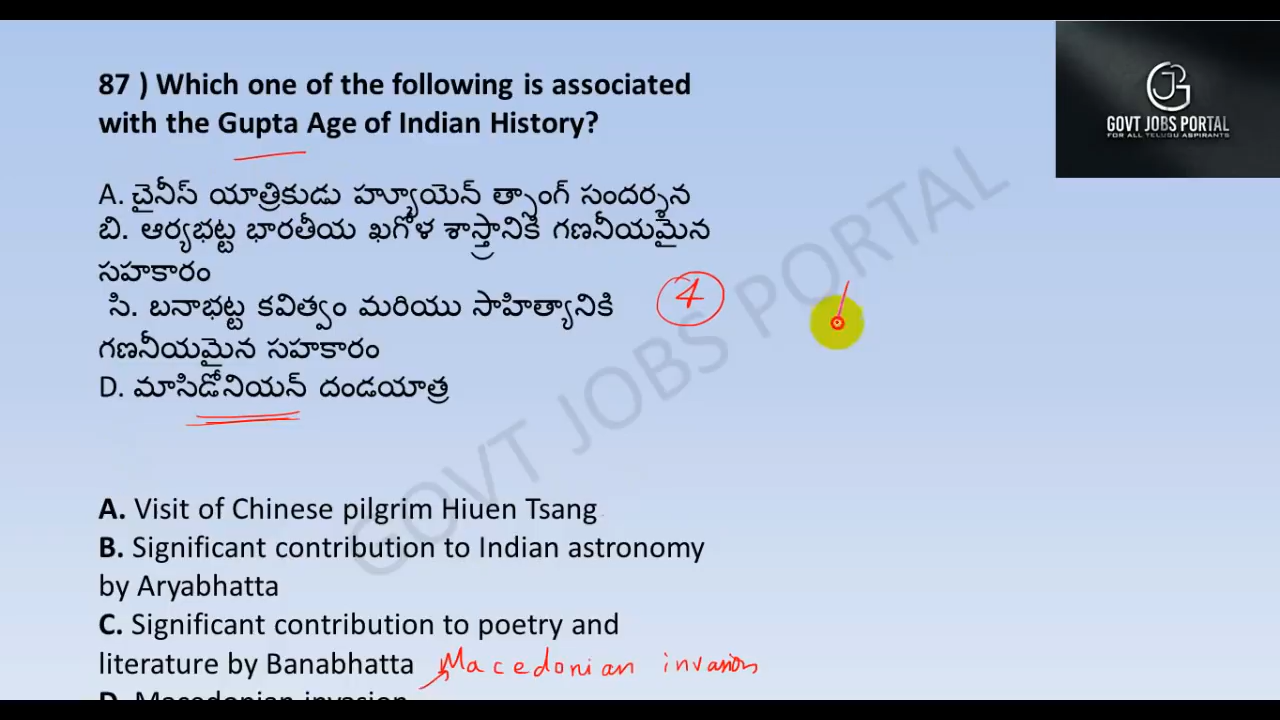 87 ) Which one of the following is associated
with the Gupta Age of Indian History?
A. చైనీస్ యాత్రికుడు హ్యూయెన్ త్సాంగ్ సందర్శన
బి. ఆర్యభట్ట భారతీయ ఖగోళ శాస్త్రానికి గణనీయమైన
సహకారం
సి. బనాభట్ట కవిత్వం మరియు సాహిత్యానికి
గణనీయమైన సహకారం
D. మాసిడోనియన్ దండయాత్ర
4
A. Visit of Chinese pilgrim Hiuen Tsang
B. Significant contribution to Indian astronomy
by Aryabhatta
C. Significant contribution to poetry and
literature by Banabhatta
Macedonian invasion
D. Macedonian invasion
GOVT JOBS PORTAL
FOR ALL TELUGU ASPIRANTS
GOVT JOBS PORTAL